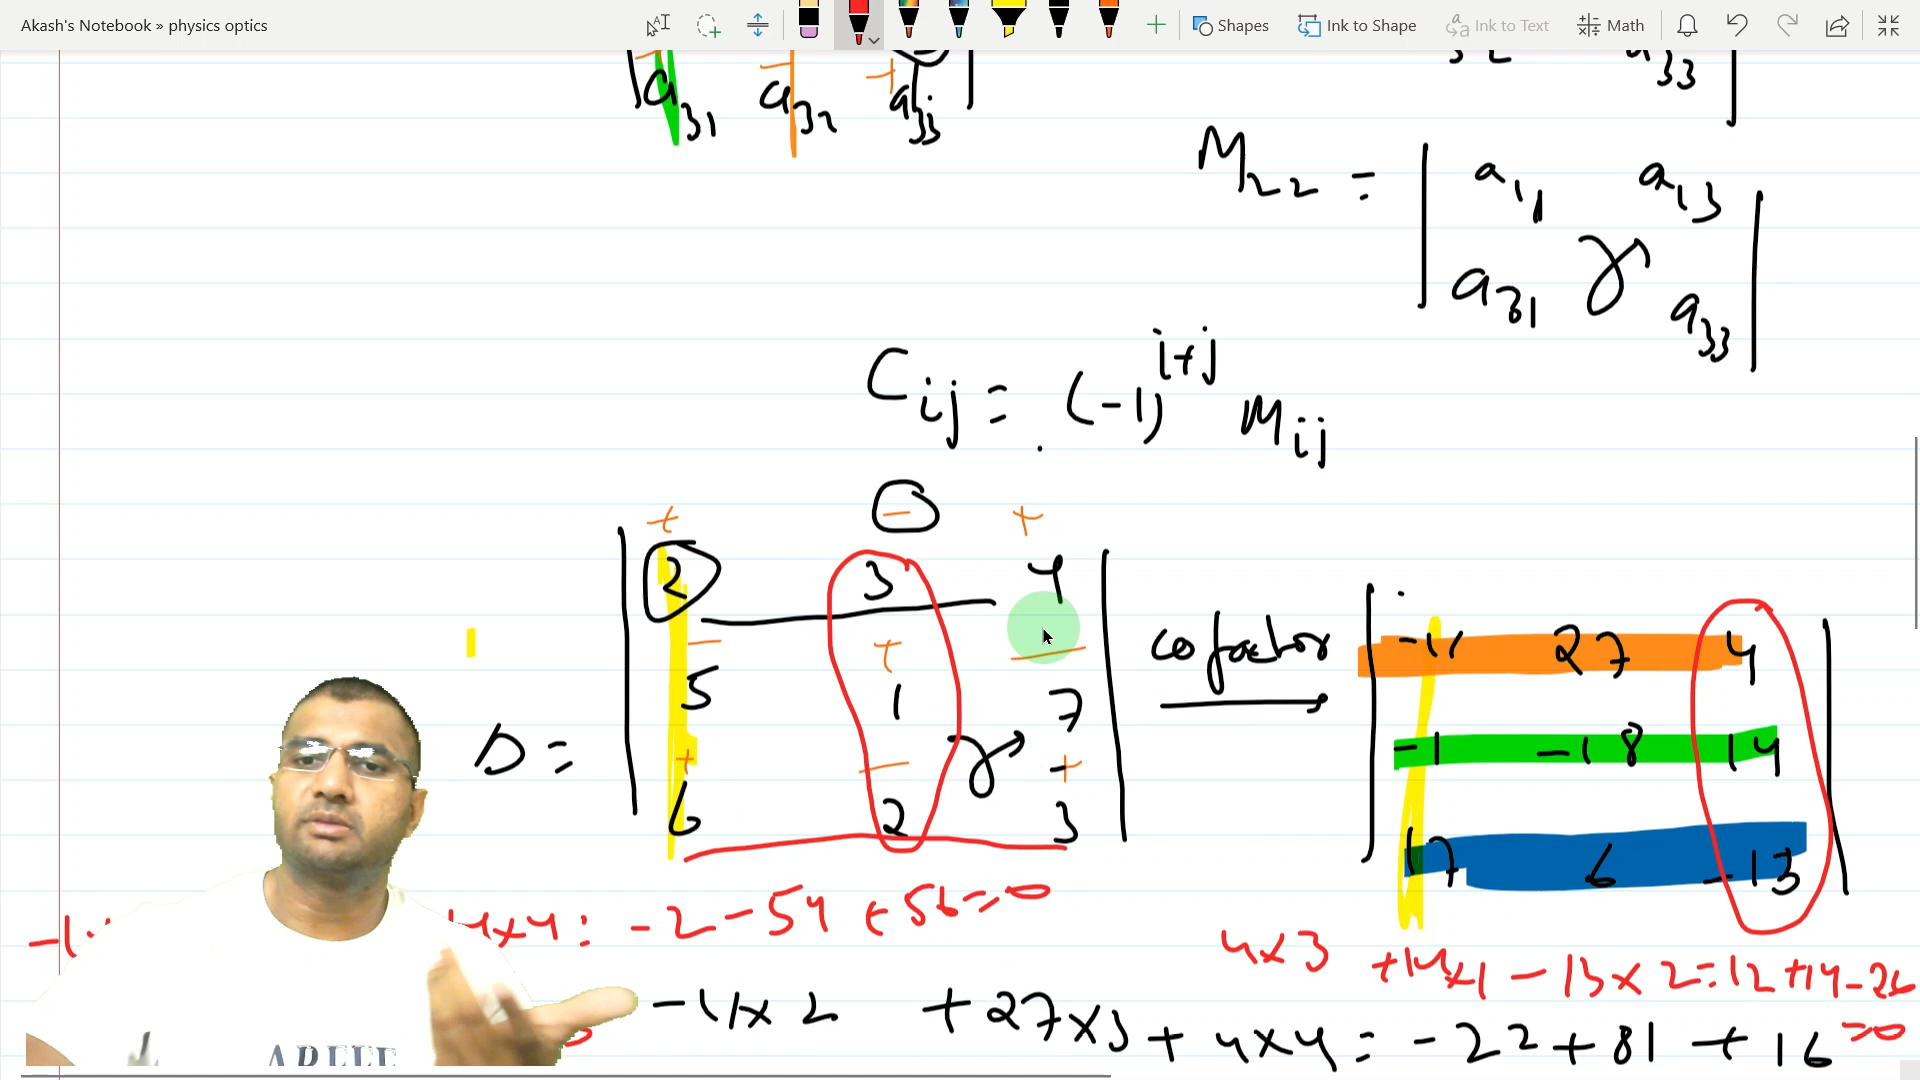 Akash's Notebook » physics optics
Shapes Ink to Shape Ink to Text Math
a31 a32 a33
32 a33
M22 = | a11 a13 |
| a31 a33 |
Cij = (-1)^i+j Mij
+ - +
2 3 4
- + -
5 1 7
+ - +
6 2 3
D =
cofactor
-11 27 4
-1 -18 14
17 6 -13
4x4 = -2 - 54 + 56 = 0
4x3 +14x1 - 13x2 = 12 + 14 - 26
= 0
-11x2 + 27x3 + 4x4 = -22 + 81 + 16